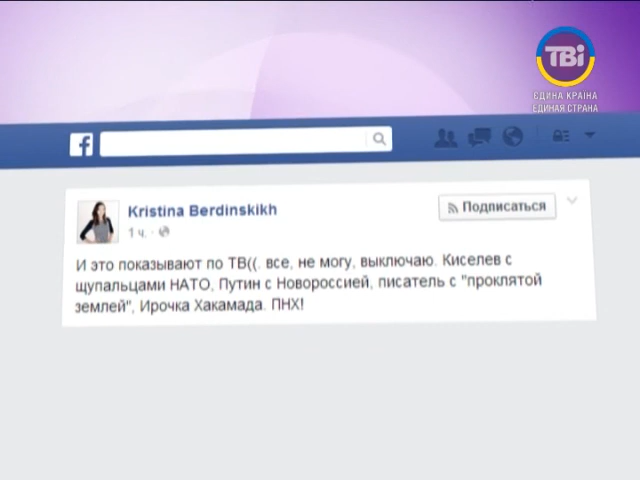 ТВi
ЄДИНА КРАЇНА
ЕДИНАЯ СТРАНА
f
Kristina Berdinskikh
Подписаться
1 ч. ·
И это показывают по ТВ((. все, не могу, выключаю. Киселев с
щупальцами НАТО, Путин с Новороссией, писатель с "проклятой
землей", Ирочка Хакамада. ПНХ!